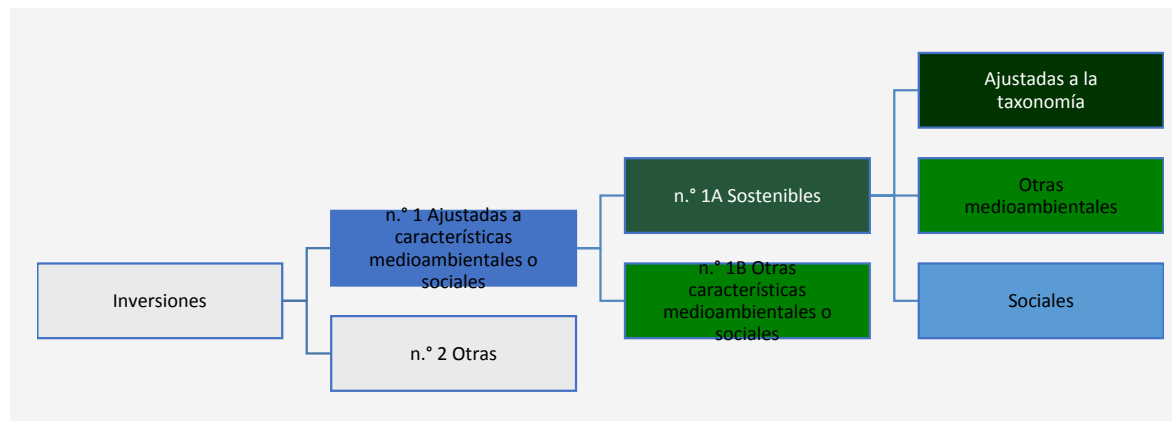 Inversiones
n.° 1 Ajustadas a
características
medioambientales o
sociales
n.° 2 Otras
n.° 1A Sostenibles
n.° 1B Otras
características
medioambientales o
sociales
Ajustadas a la
taxonomía
Otras
medioambientales
Sociales